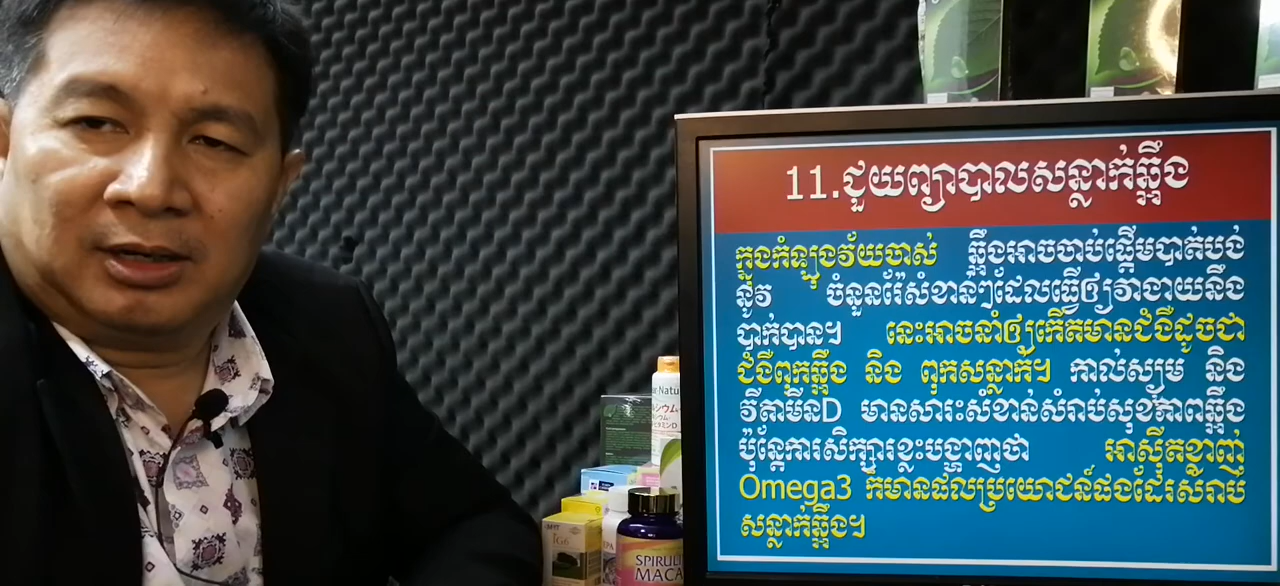 11.ជួយព្យាបាលសន្លាក់ឆ្អឹង
ក្នុងកំឡុងវ័យចាស់ ឆ្អឹងអាចចាប់ផ្តើមបាត់បង់
នូវ ចំនួនរ៉ែសំខាន់ៗដែលធ្វើឲ្យវាងាយនឹង
បាក់បាន។ នេះអាចនាំឲ្យកើតមានជំងឺដូចជា
ជំងឺពុកឆ្អឹង និង ពុកសន្លាក់។ កាល់ស្យូម និង
វីតាមីនD មានសារះសំខាន់សំរាប់សុខភាពឆ្អឹង
ប៉ុន្តែការសិក្សារខ្លះបង្ហាញថា អាស៊ីតខ្លាញ់
Omega3 ក៏មានផលប្រយោជន៍ផងដែរសំរាប់
សន្លាក់ឆ្អឹង។
IG6
EPA
SPIRUL
MACA